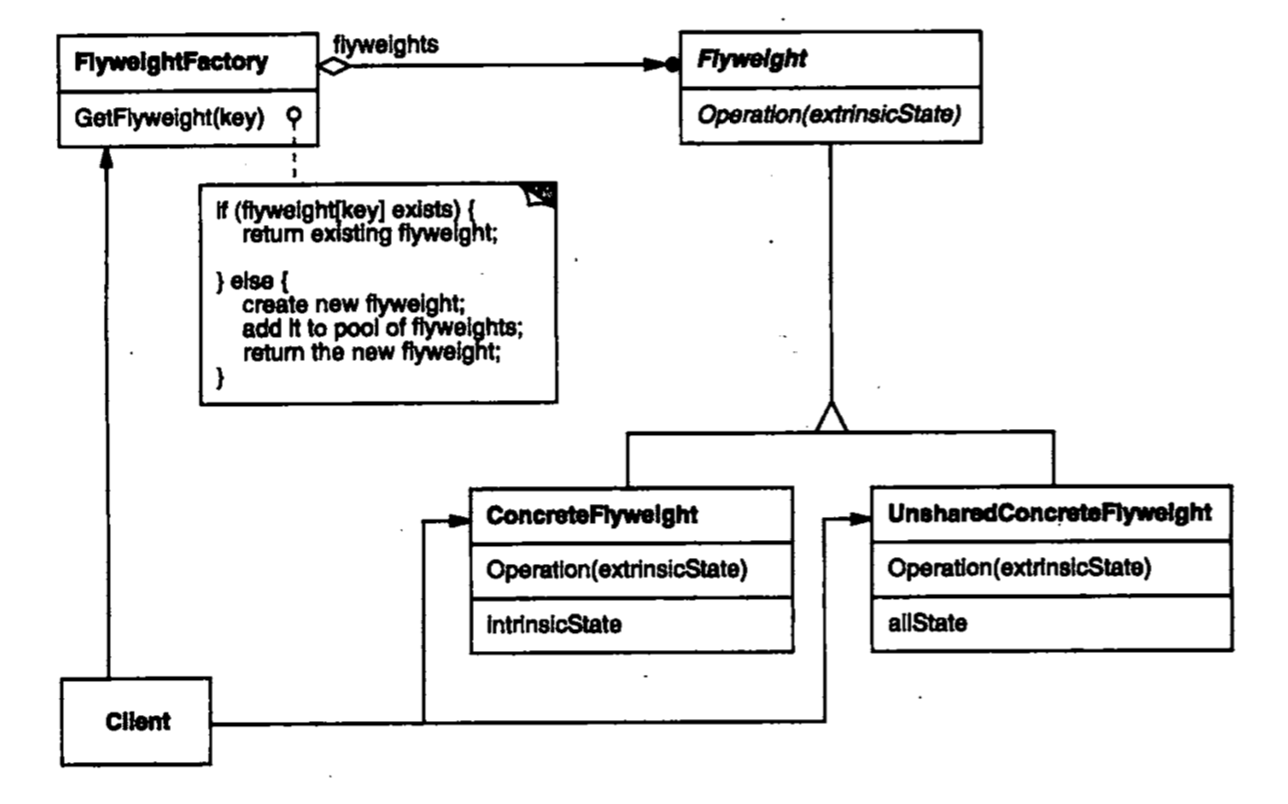 FlyweightFactory
GetFlyweight(key)
flyweights
Flyweight
Operation(extrinsicState)
if (flyweight[key] exists) {
return existing flyweight;
} else {
create new flyweight;
add it to pool of flyweights;
return the new flyweight;
}
ConcreteFlyweight
Operation(extrinsicState)
intrinsicState
UnsharedConcreteFlyweight
Operation(extrinsicState)
allState
Client